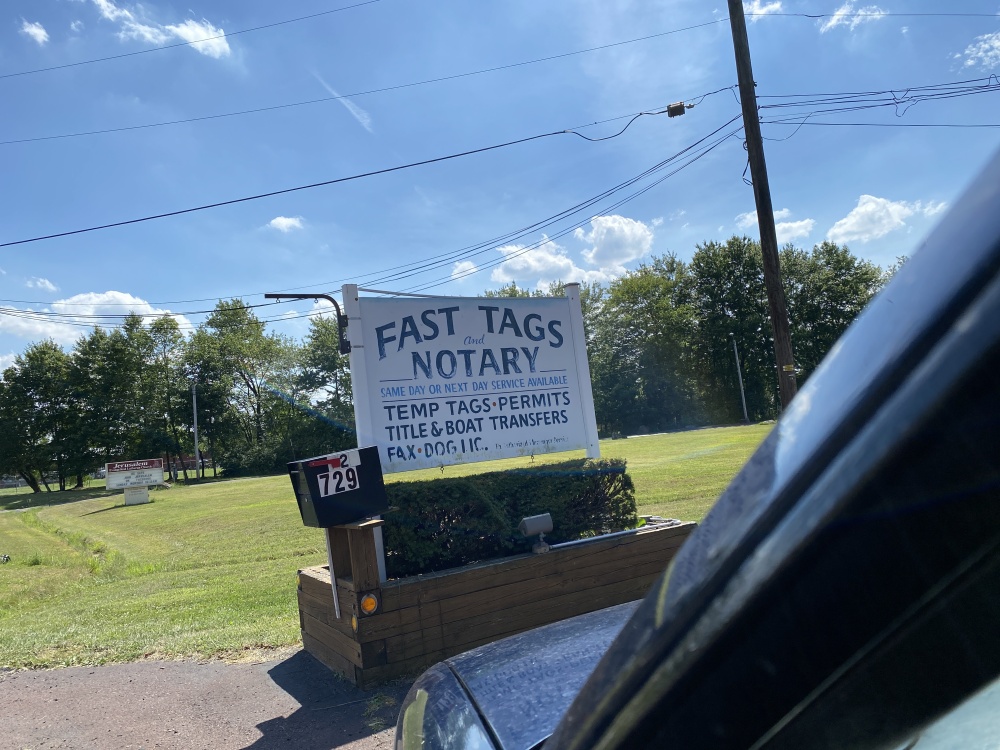 FAST TAGS
and
NOTARY
SAME DAY OR NEXT DAY SERVICE AVAILABLE
TEMP TAGS•PERMITS
TITLE & BOAT TRANSFERS
FAX•DOG LIC.
2
729
Jerusalem